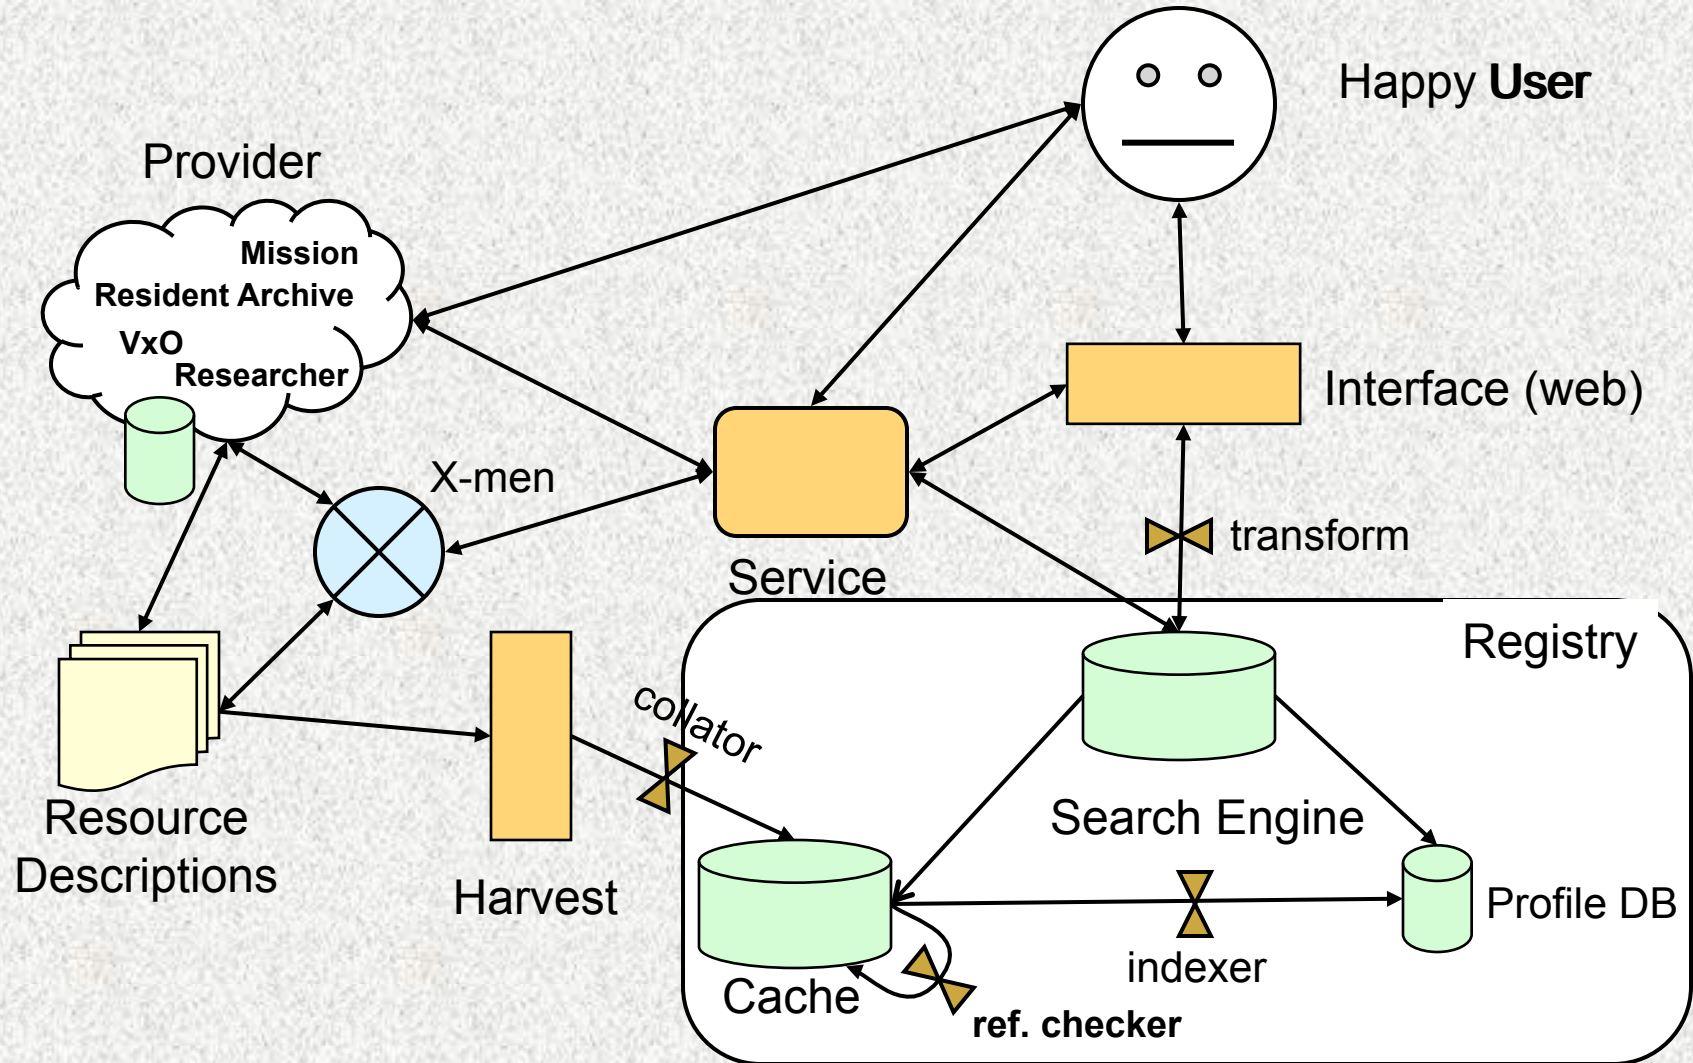 Happy User
Provider
Mission
Resident Archive
VxO
Researcher
Interface (web)
X-men
transform
Service
Registry
collator
Search Engine
Resource
Descriptions
Harvest
Profile DB
indexer
Cache
ref. checker